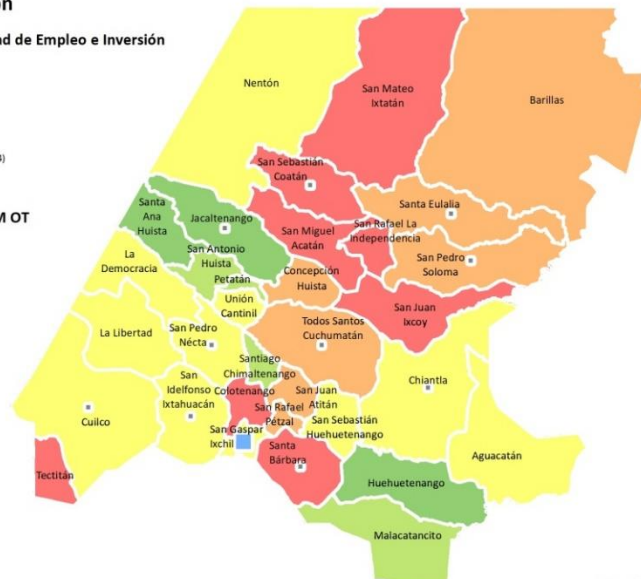 ad de Empleo e Inversión
M OT
Nentón
San Mateo
Ixtatán
Barillas
San Sebastián
Coatán
Santa
Ana
Huista
Jacaltenango
Santa Eulalia
San Miguel
Acatán
San Rafael La
Independencia
San Pedro
Soloma
San Antonio
Huista
Petatán
La
Democracia
Concepción
Huista
Unión
Cantinil
San Juan
Ixcoy
La Libertad
San Pedro
Nécta
Todos Santos
Cuchumatán
Santiago
Chimaltenango
San
Idelfonso
Ixtahuacán
Colotenango
San Juan
Atitán
Chiantla
Cuilco
San Rafael
Pétzal
San Sebastián
Huehuetenango
San Gaspar
Ixchil
Santa
Bárbara
Aguacatán
Tectitán
Huehuetenango
Malacatancito